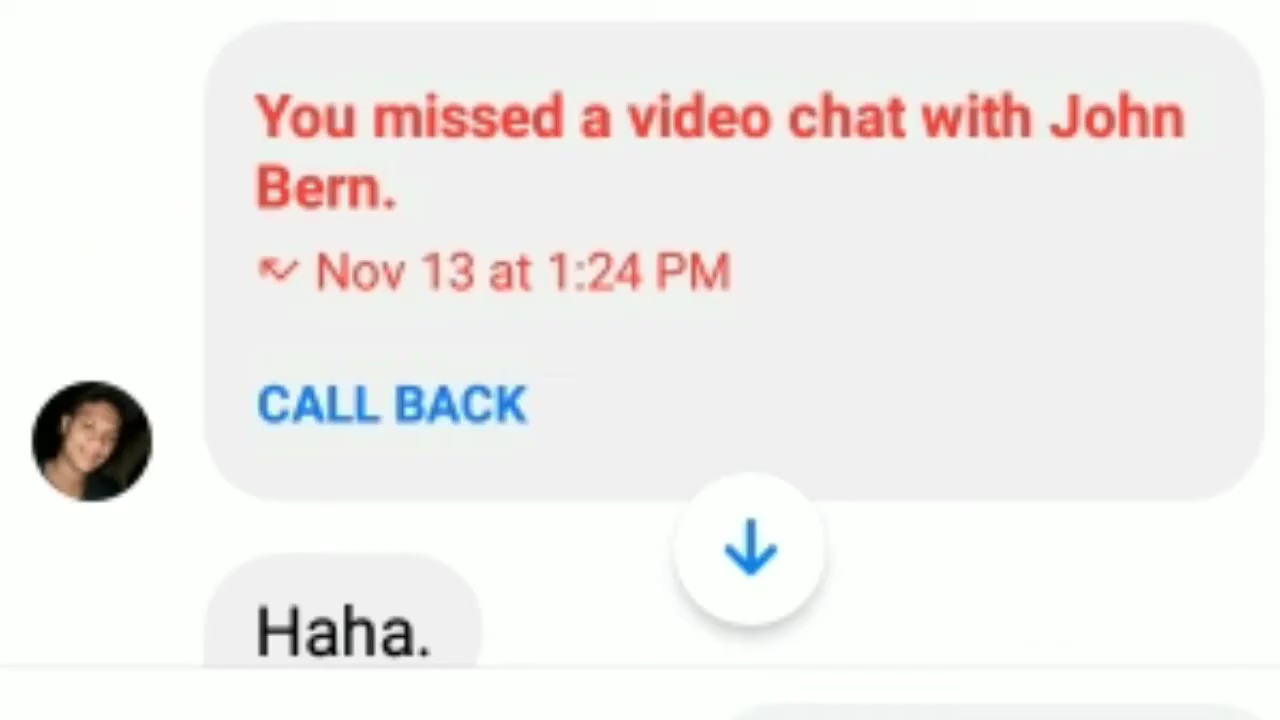 You missed a video chat with John
Bern.
Nov 13 at 1:24 PM
CALL BACK
Haha.